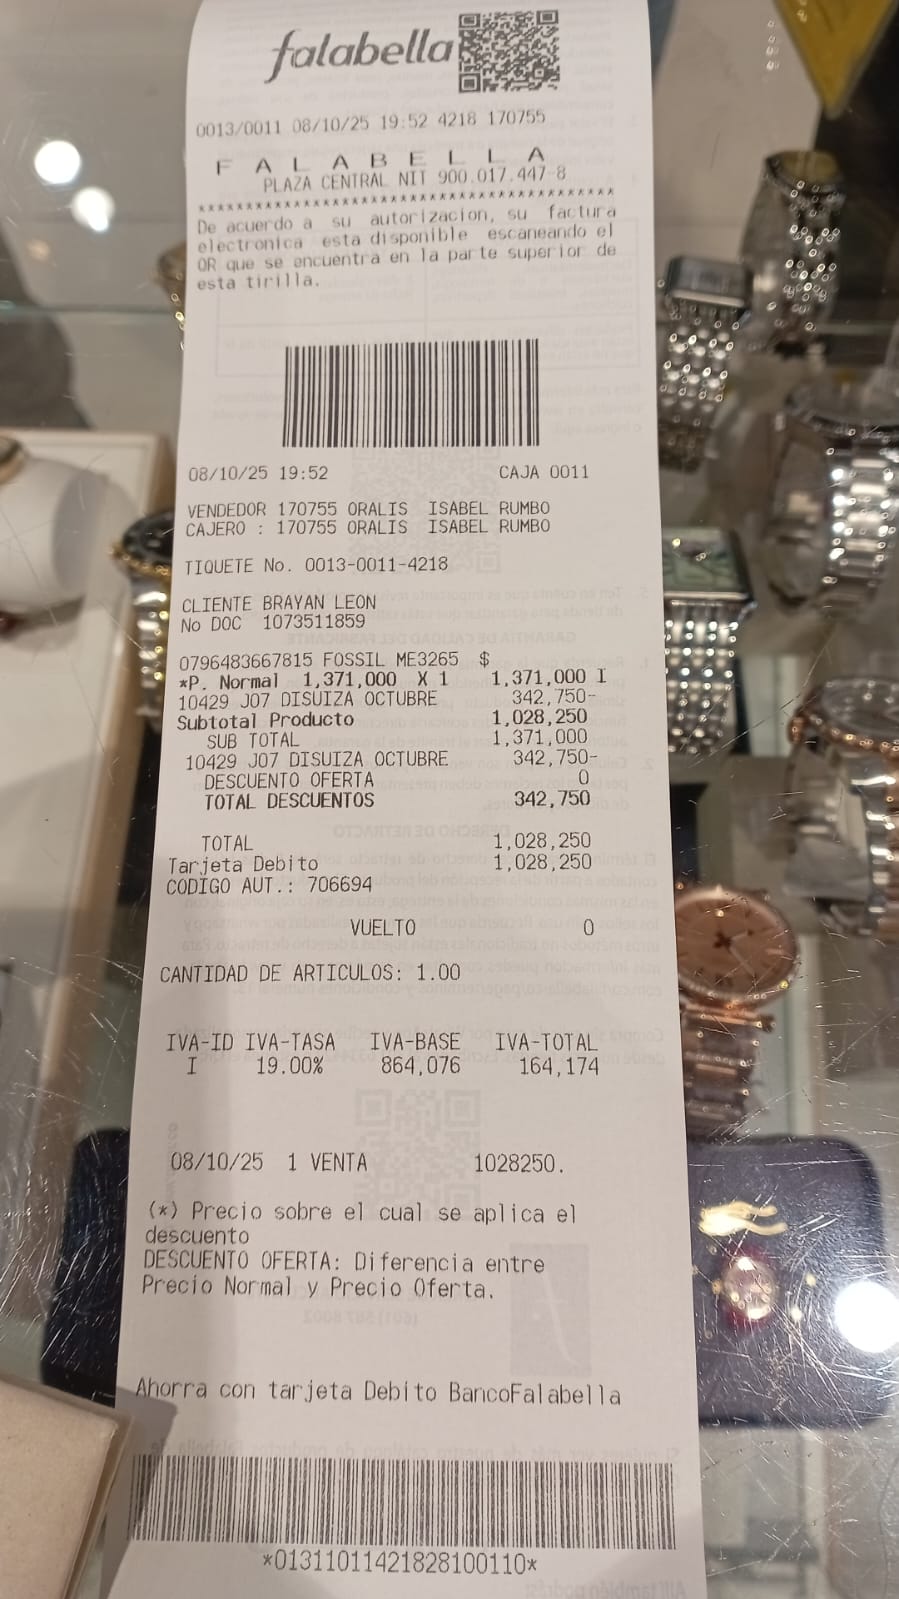 falabella
0013/0011 08/10/25 19:52 4218 170755
F A L A B E L L A
PLAZA CENTRAL NIT 900.017.447-8
De acuerdo a su autorizacion, su factura
electronica esta disponible escaneando el
QR que se encuentra en la parte superior de
esta tirilla.
08/10/25 19:52 CAJA 0011
VENDEDOR 170755 ORALIS ISABEL RUMBO
CAJERO : 170755 ORALIS ISABEL RUMBO
TIQUETE No. 0013-0011-4218
CLIENTE BRAYAN LEON
No DOC 1073511859
0796483667815 FOSSIL ME3265 $
*P. Normal 1,371,000 X 1 1,371,000 I
10429 J07 DISUIZA OCTUBRE 342,750-
Subtotal Producto 1,028,250
SUB TOTAL 1,371,000
10429 J07 DISUIZA OCTUBRE 342,750-
DESCUENTO OFERTA 0
TOTAL DESCUENTOS 342,750
TOTAL 1,028,250
Tarjeta Debito 1,028,250
CODIGO AUT.: 706694
VUELTO 0
CANTIDAD DE ARTICULOS: 1.00
IVA-ID IVA-TASA IVA-BASE IVA-TOTAL
I 19.00% 864,076 164,174
08/10/25 1 VENTA 1028250.
(*) Precio sobre el cual se aplica el
descuento
DESCUENTO OFERTA: Diferencia entre
Precio Normal y Precio Oferta.
Ahorra con tarjeta Debito BancoFalabella
*01311011421828100110*